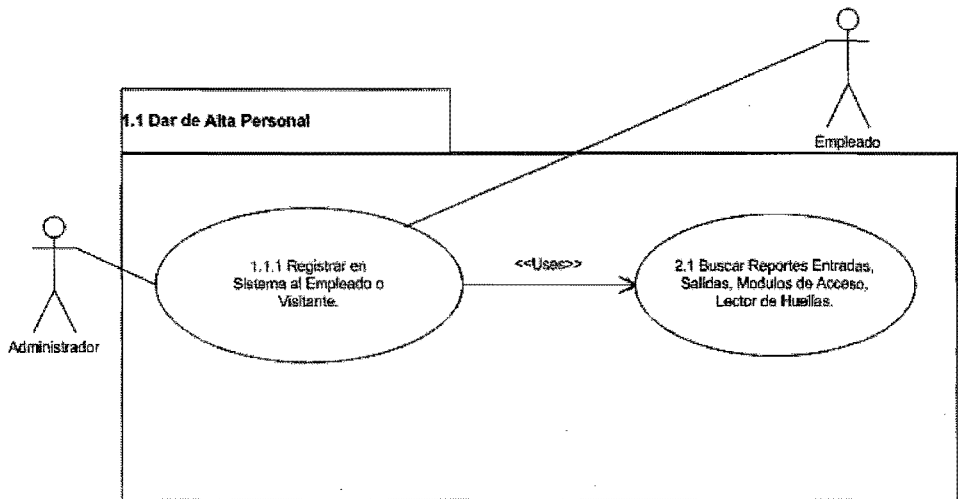 1.1 Dar de Alta Personal
Empleado
1.1.1 Registrar en
Sistema al Empleado o
Visitante.
<<Uses>>
2.1 Buscar Reportes Entradas,
Salidas, Modulos de Acceso,
Lector de Huellas.
Administrador